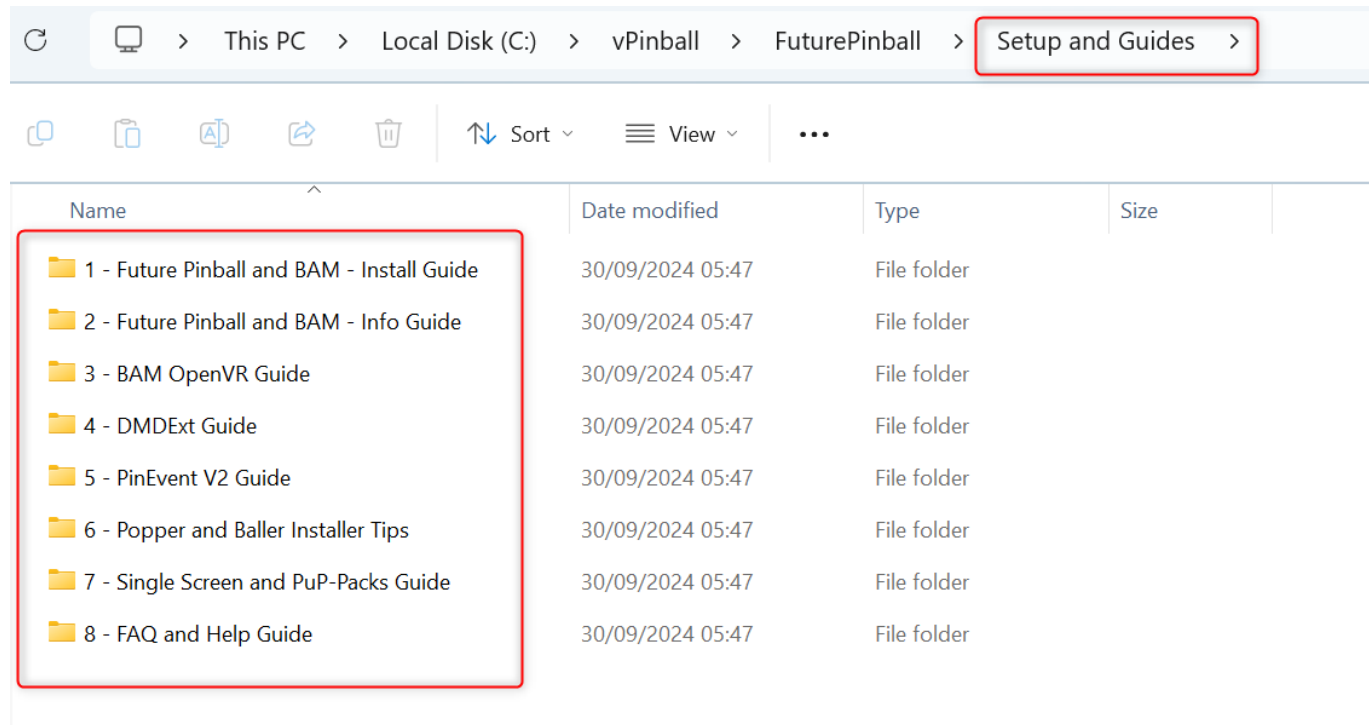 This PC > Local Disk (C:) > vPinball > FuturePinball > Setup and Guides >
Sort View
Name Date modified Type Size
1 - Future Pinball and BAM - Install Guide 30/09/2024 05:47 File folder
2 - Future Pinball and BAM - Info Guide 30/09/2024 05:47 File folder
3 - BAM OpenVR Guide 30/09/2024 05:47 File folder
4 - DMDExt Guide 30/09/2024 05:47 File folder
5 - PinEvent V2 Guide 30/09/2024 05:47 File folder
6 - Popper and Baller Installer Tips 30/09/2024 05:47 File folder
7 - Single Screen and PuP-Packs Guide 30/09/2024 05:47 File folder
8 - FAQ and Help Guide 30/09/2024 05:47 File folder